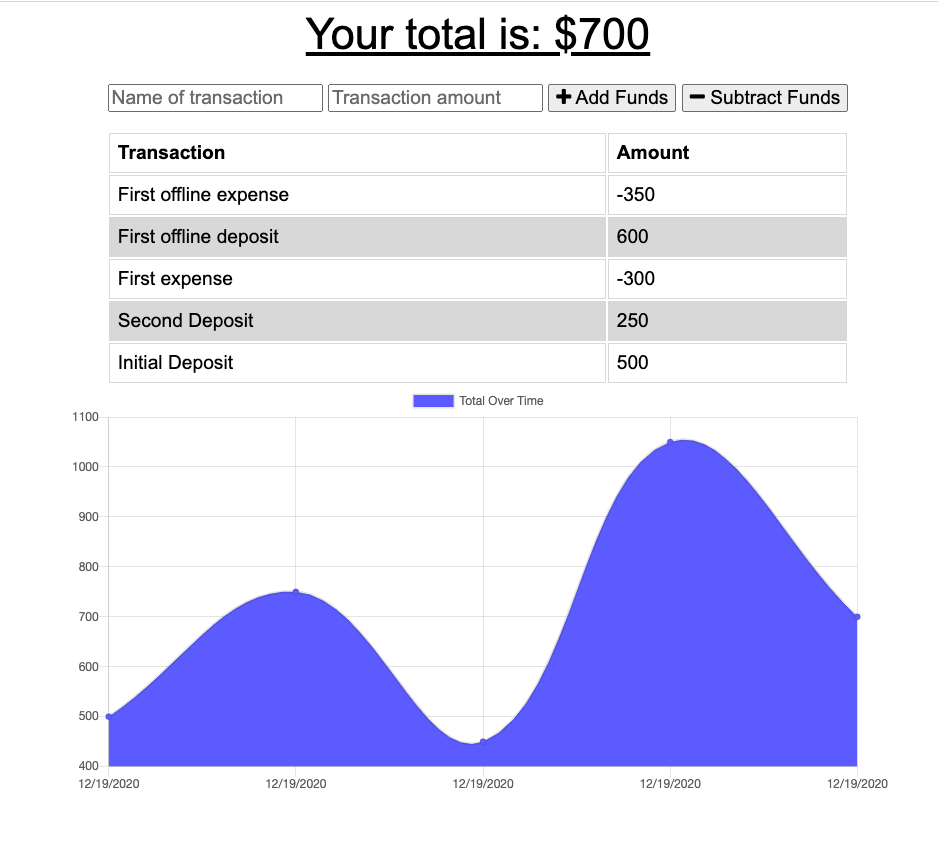 Your total is: $700
Name of transaction Transaction amount Add Funds Subtract Funds
Transaction Amount
First offline expense -350
First offline deposit 600
First expense -300
Second Deposit 250
Initial Deposit 500
Total Over Time
1100
1000
900
800
700
600
500
400
12/19/2020 12/19/2020 12/19/2020 12/19/2020 12/19/2020